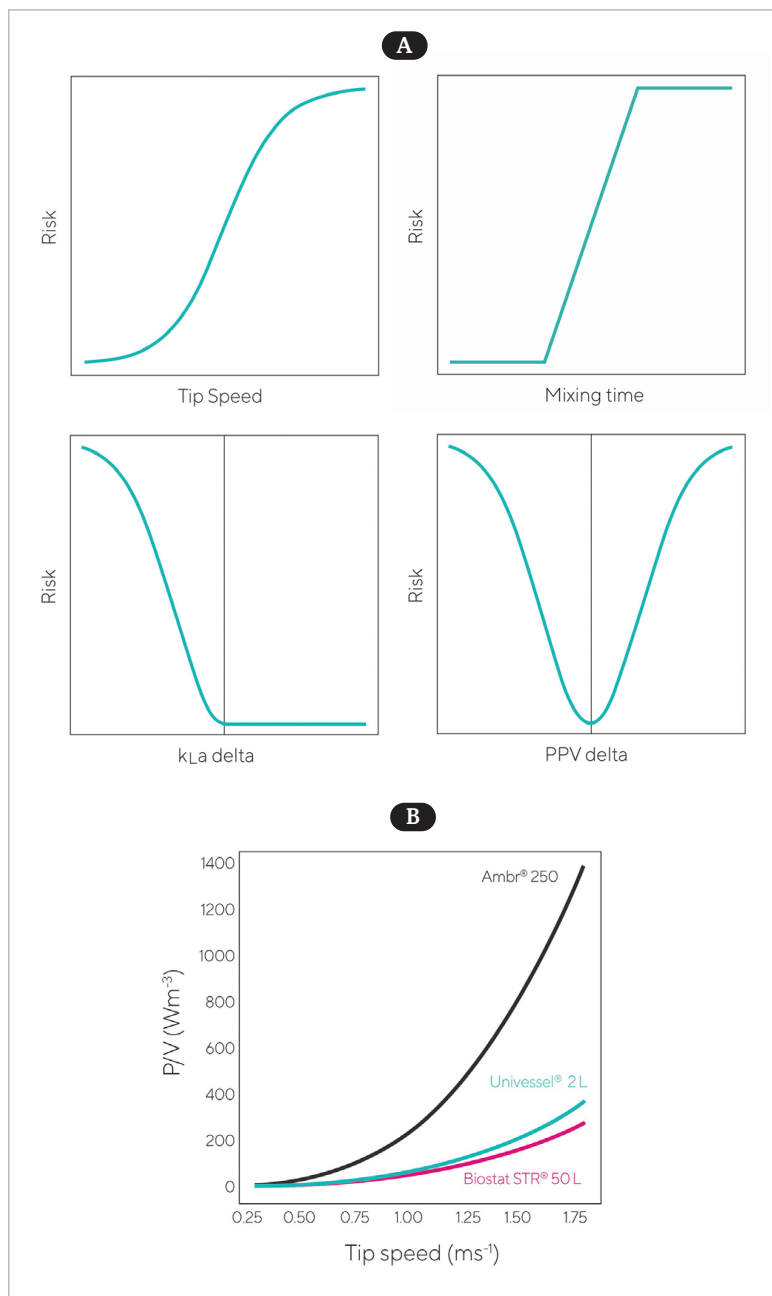 A
Risk
Tip Speed
Risk
Mixing time
Risk
kLa delta
Risk
PPV delta
B
P/V (Wm⁻³)
1400
1200
1000
800
600
400
200
0
Ambr® 250
Univessel® 2 L
Biostat STR® 50 L
0.25 0.50 0.75 1.00 1.25 1.50 1.75
Tip speed (ms⁻¹)